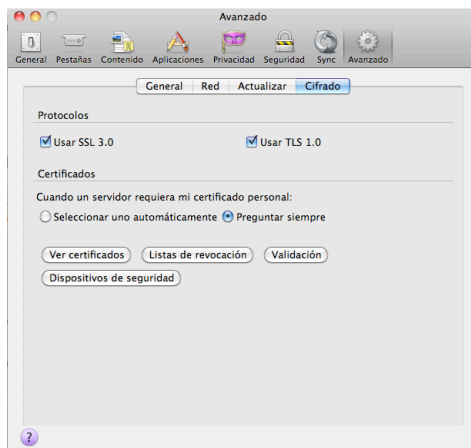 Avanzado
General Pestañas Contenido Aplicaciones Privacidad Seguridad Sync Avanzado
General Red Actualizar Cifrado
Protocolos
Usar SSL 3.0 Usar TLS 1.0
Certificados
Cuando un servidor requiera mi certificado personal:
Seleccionar uno automáticamente Preguntar siempre
Ver certificados Listas de revocación Validación
Dispositivos de seguridad
?